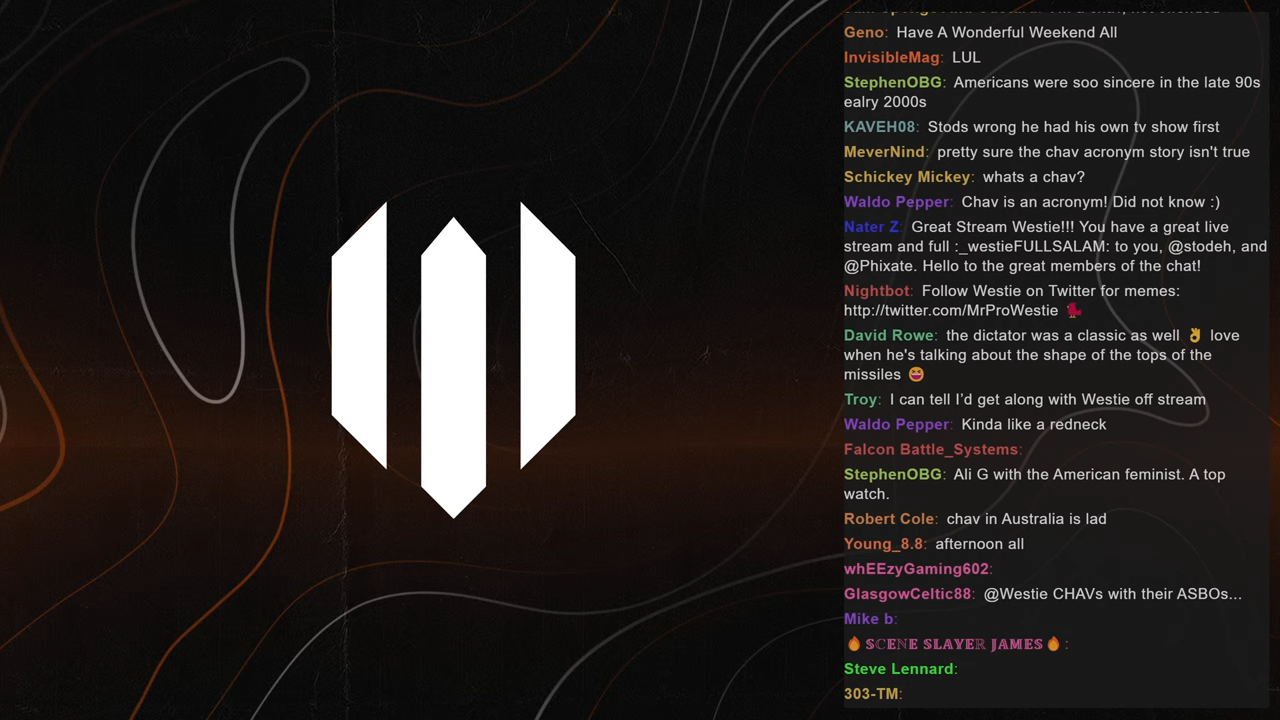 Geno: Have A Wonderful Weekend All
InvisibleMag: LUL
StephenOBG: Americans were soo sincere in the late 90s
ealry 2000s
KAVEH08: Stods wrong he had his own tv show first
MeverNind: pretty sure the chav acronym story isn't true
Schickey Mickey: whats a chav?
Waldo Pepper: Chav is an acronym! Did not know :)
Nater Z: Great Stream Westie!!! You have a great live
stream and full :_westieFULLSALAM: to you, @stodeh, and
@Phixate. Hello to the great members of the chat!
Nightbot: Follow Westie on Twitter for memes:
http://twitter.com/MrProWestie 🐦
David Rowe: the dictator was a classic as well 👌 love
when he's talking about the shape of the tops of the
missiles 😆
Troy: I can tell I’d get along with Westie off stream
Waldo Pepper: Kinda like a redneck
Falcon Battle_Systems:
StephenOBG: Ali G with the American feminist. A top
watch.
Robert Cole: chav in Australia is lad
Young_8.8: afternoon all
whEEzyGaming602:
GlasgowCeltic88: @Westie CHAVs with their ASBOs...
Mike b:
🔥𝕊ℂ𝔼ℕ𝔼 𝕊𝕃𝔸𝕐𝔼ℝ 𝕁𝔸𝕄𝔼𝕊🔥:
Steve Lennard:
303-TM: